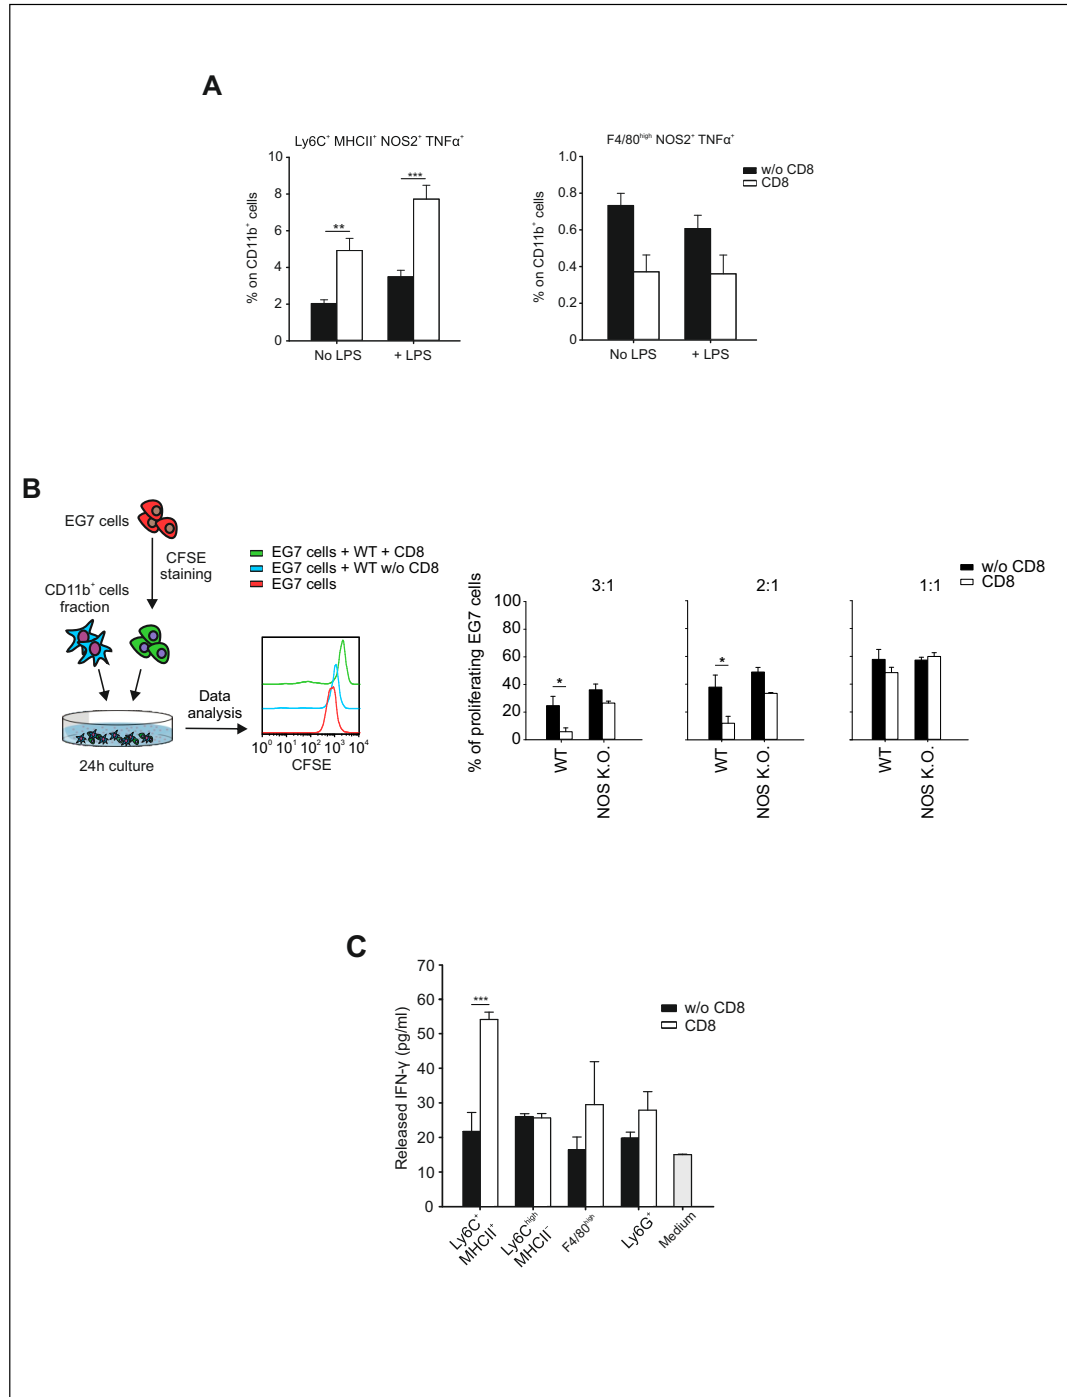 A
Ly6C⁺ MHCII⁺ NOS2⁺ TNFα⁺
10
8
6
4
2
0
% on CD11b⁺ cells
**
***
No LPS
+ LPS
F4/80ʰⁱᵍʰ NOS2⁺ TNFα⁺
1.0
0.8
0.6
0.4
0.2
0
% on CD11b⁺ cells
w/o CD8
CD8
No LPS
+ LPS
B
EG7 cells
CFSE
staining
CD11b⁺ cells
fraction
24h culture
Data
analysis
EG7 cells + WT + CD8
EG7 cells + WT w/o CD8
EG7 cells
10⁰ 10¹ 10² 10³ 10⁴
CFSE
% of proliferating EG7 cells
100
80
60
40
20
0
3:1
2:1
1:1
w/o CD8
CD8
*
*
WT
NOS K.O.
WT
NOS K.O.
WT
NOS K.O.
C
Released IFN-γ (pg/ml)
70
60
50
40
30
20
10
0
***
w/o CD8
CD8
Ly6C⁺
MHCII⁺
Ly6Cʰⁱᵍʰ
MHCII⁻
F4/80ʰⁱᵍʰ
Ly6G⁺
Medium